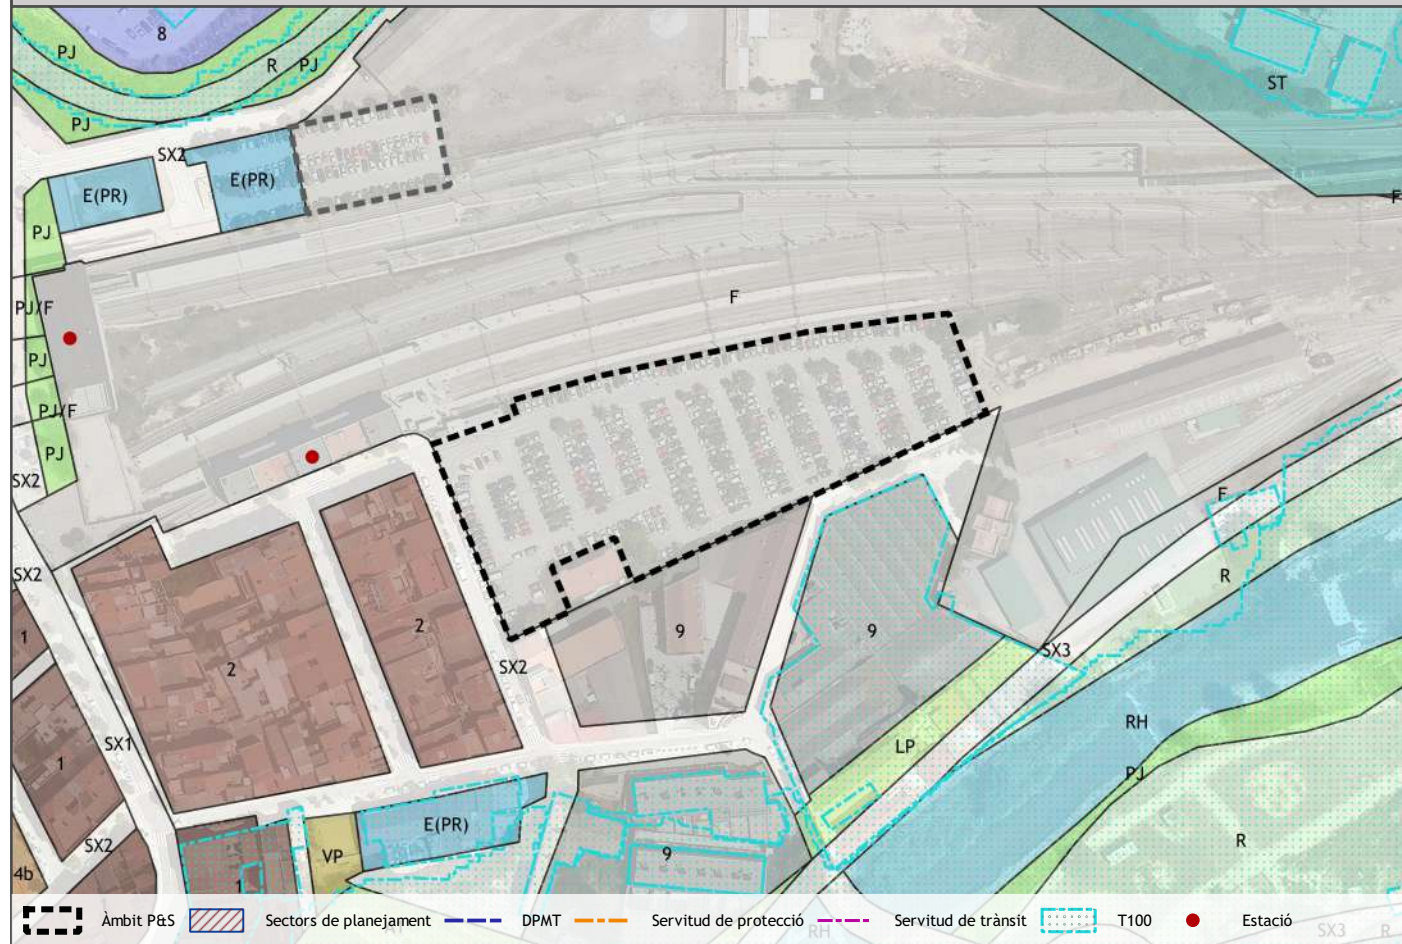 8
PJ
R
PJ
ST
PJ
SX2
E(PR)
E(PR)
F
PJ
F
PJ/F
PJ
PJ/F
PJ
SX2
F
SX2
R
1
2
9
9
2
SX2
SX3
RH
SX1
LP
1
PJ
E(PR)
SX2
VP
9
R
4b
1
Àmbit P&S
Sectors de planejament
DPMT
Servitud de protecció
Servitud de trànsit
T100
Estació
RH
SX3
R